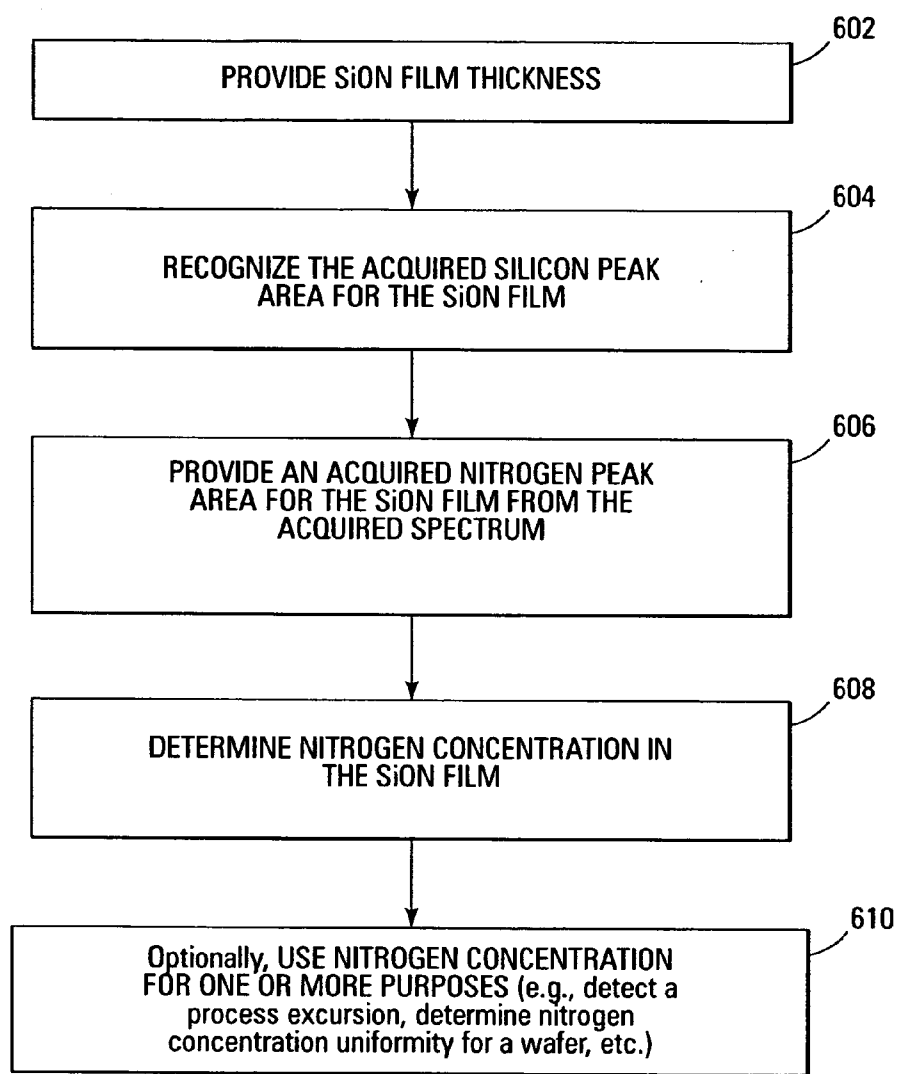 602
PROVIDE SiON FILM THICKNESS
604
RECOGNIZE THE ACQUIRED SILICON PEAK
AREA FOR THE SiON FILM
606
PROVIDE AN ACQUIRED NITROGEN PEAK
AREA FOR THE SiON FILM FROM THE
ACQUIRED SPECTRUM
608
DETERMINE NITROGEN CONCENTRATION IN
THE SiON FILM
610
Optionally, USE NITROGEN CONCENTRATION
FOR ONE OR MORE PURPOSES (e.g., detect a
process excursion, determine nitrogen
concentration uniformity for a wafer, etc.)